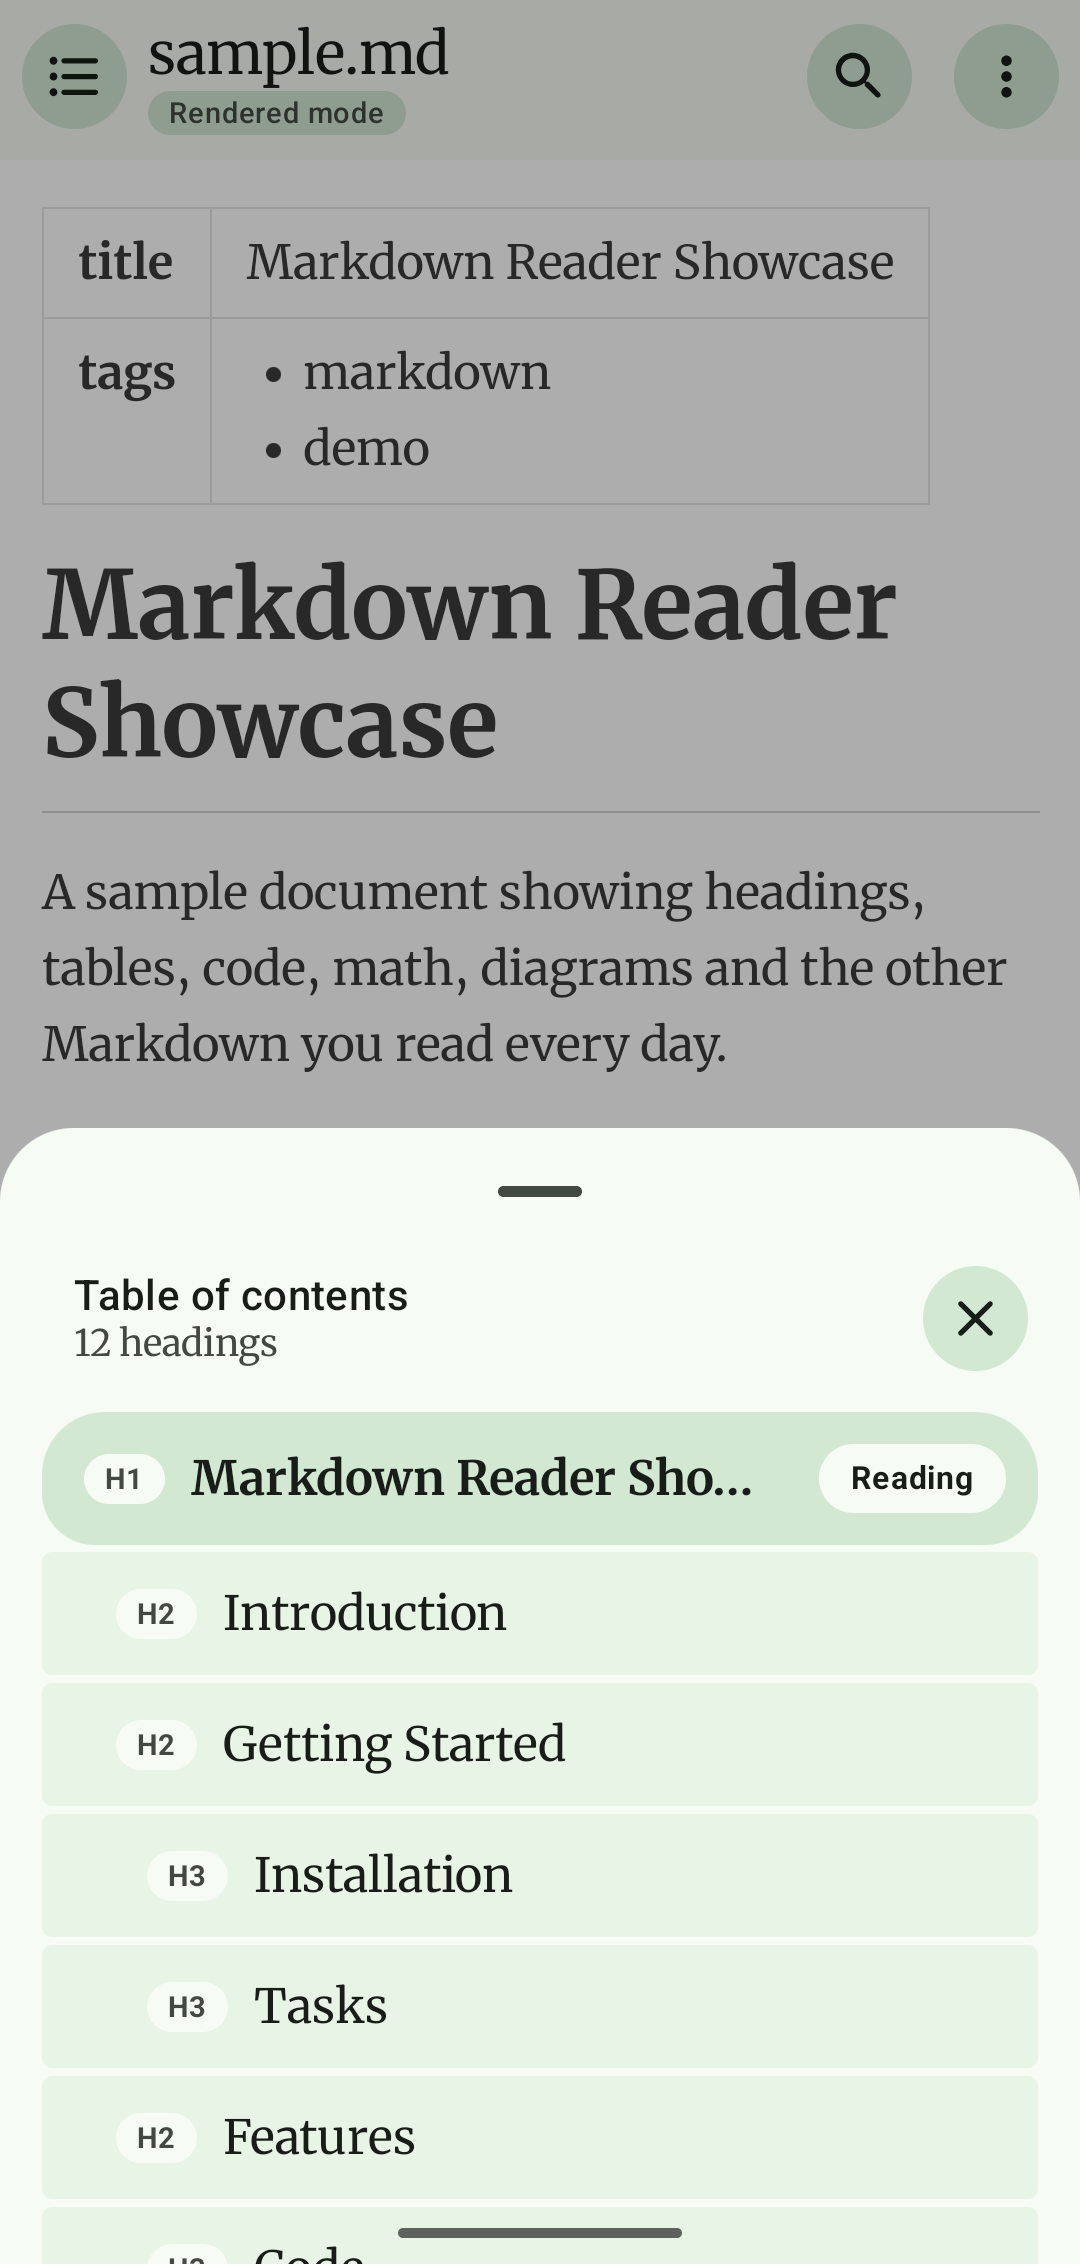 sample.md
Rendered mode
title Markdown Reader Showcase
tags • markdown
• demo
Markdown Reader
Showcase
A sample document showing headings,
tables, code, math, diagrams and the other
Markdown you read every day.
Table of contents
12 headings
H1 Markdown Reader Sho... Reading
H2 Introduction
H2 Getting Started
H3 Installation
H3 Tasks
H2 Features
Code